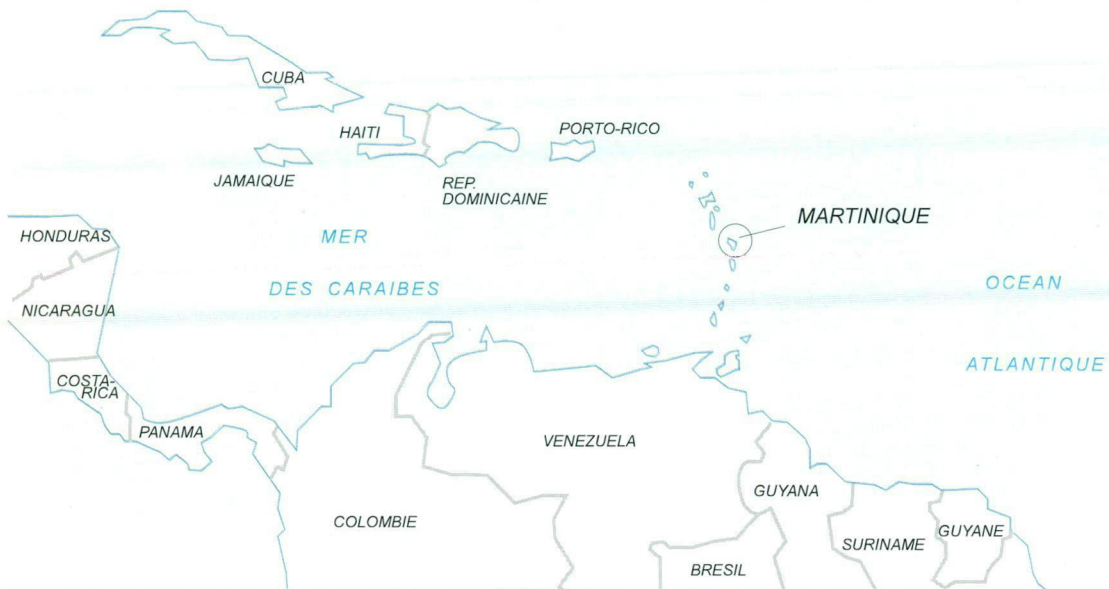 CUBA
HAITI
PORTO-RICO
JAMAIQUE
REP.
DOMINICAINE
MARTINIQUE
HONDURAS
MER
DES CARAIBES
OCEAN
NICARAGUA
ATLANTIQUE
COSTA-
RICA
PANAMA
VENEZUELA
GUYANA
COLOMBIE
SURINAME
GUYANE
BRESIL